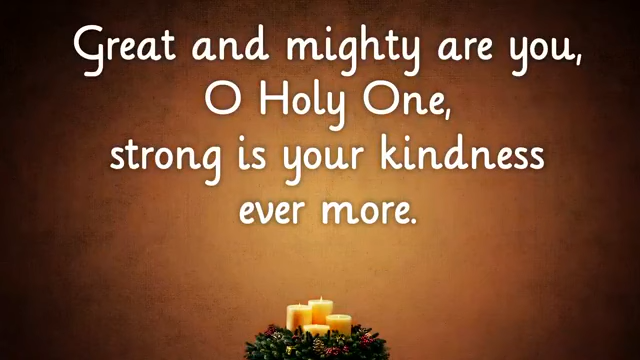 Great and mighty are you,
O Holy One,
strong is your kindness
ever more.